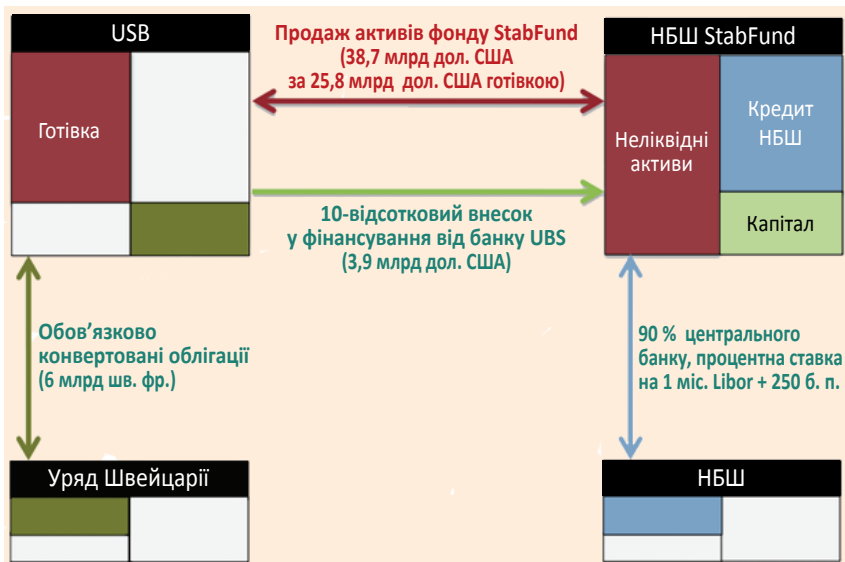 USB
Продаж активів фонду StabFund
(38,7 млрд дол. США
за 25,8 млрд дол. США готівкою)
НБШ StabFund
Готівка
Неліквідні
активи
Кредит
НБШ
Капітал
10-відсотковий внесок
у фінансування від банку UBS
(3,9 млрд дол. США)
Обов’язково
конвертовані облігації
(6 млрд шв. фр.)
90 % центрального
банку, процентна ставка
на 1 міс. Libor + 250 б. п.
Уряд Швейцарії
НБШ